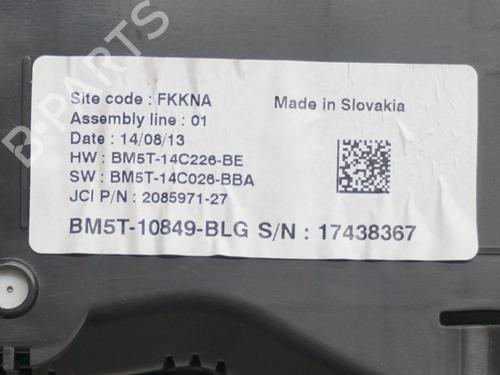 B-PARTS
Site code : FKKNA Made in Slovakia
Assembly line : 01
Date : 14/08/13
HW : BM5T-14C226-BE
SW : BM5T-14C026-BBA
JCI P/N : 2085971-27
BM5T-10849-BLG S/N : 17438367